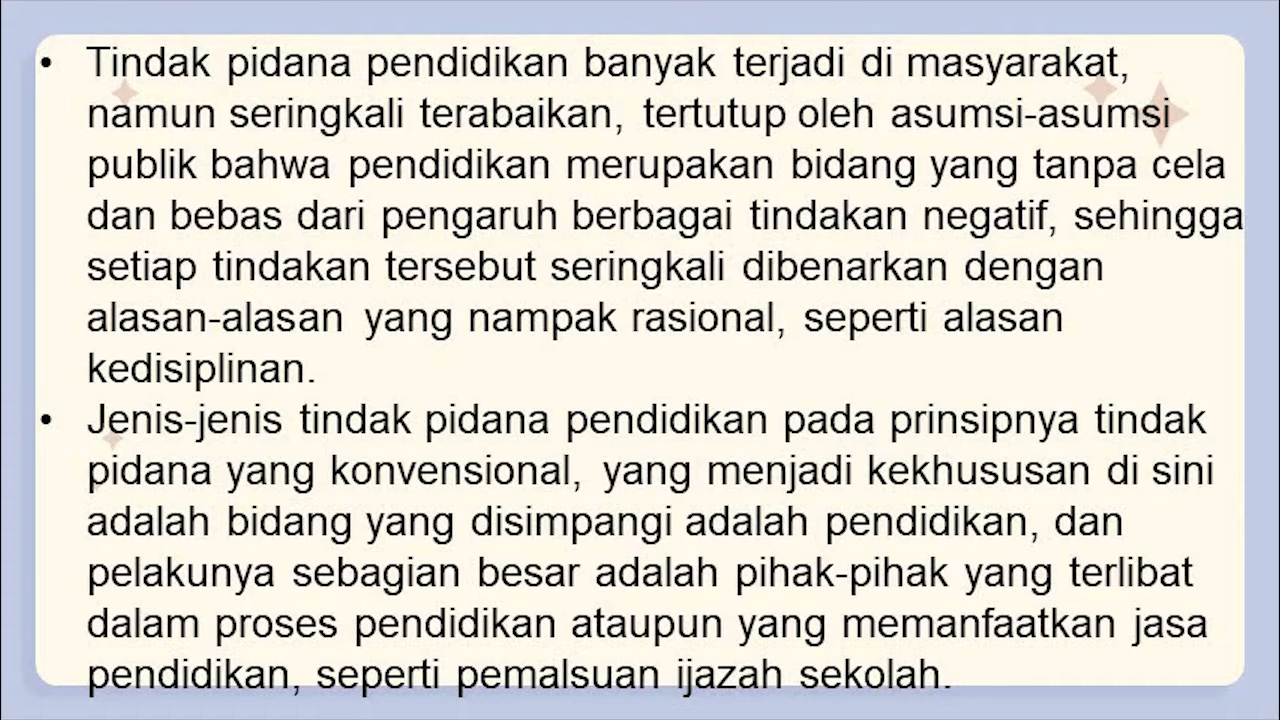 • Tindak pidana pendidikan banyak terjadi di masyarakat,
namun seringkali terabaikan, tertutup oleh asumsi-asumsi
publik bahwa pendidikan merupakan bidang yang tanpa cela
dan bebas dari pengaruh berbagai tindakan negatif, sehingga
setiap tindakan tersebut seringkali dibenarkan dengan
alasan-alasan yang nampak rasional, seperti alasan
kedisiplinan.
• Jenis-jenis tindak pidana pendidikan pada prinsipnya tindak
pidana yang konvensional, yang menjadi kekhususan di sini
adalah bidang yang disimpangi adalah pendidikan, dan
pelakunya sebagian besar adalah pihak-pihak yang terlibat
dalam proses pendidikan ataupun yang memanfaatkan jasa
pendidikan, seperti pemalsuan ijazah sekolah.